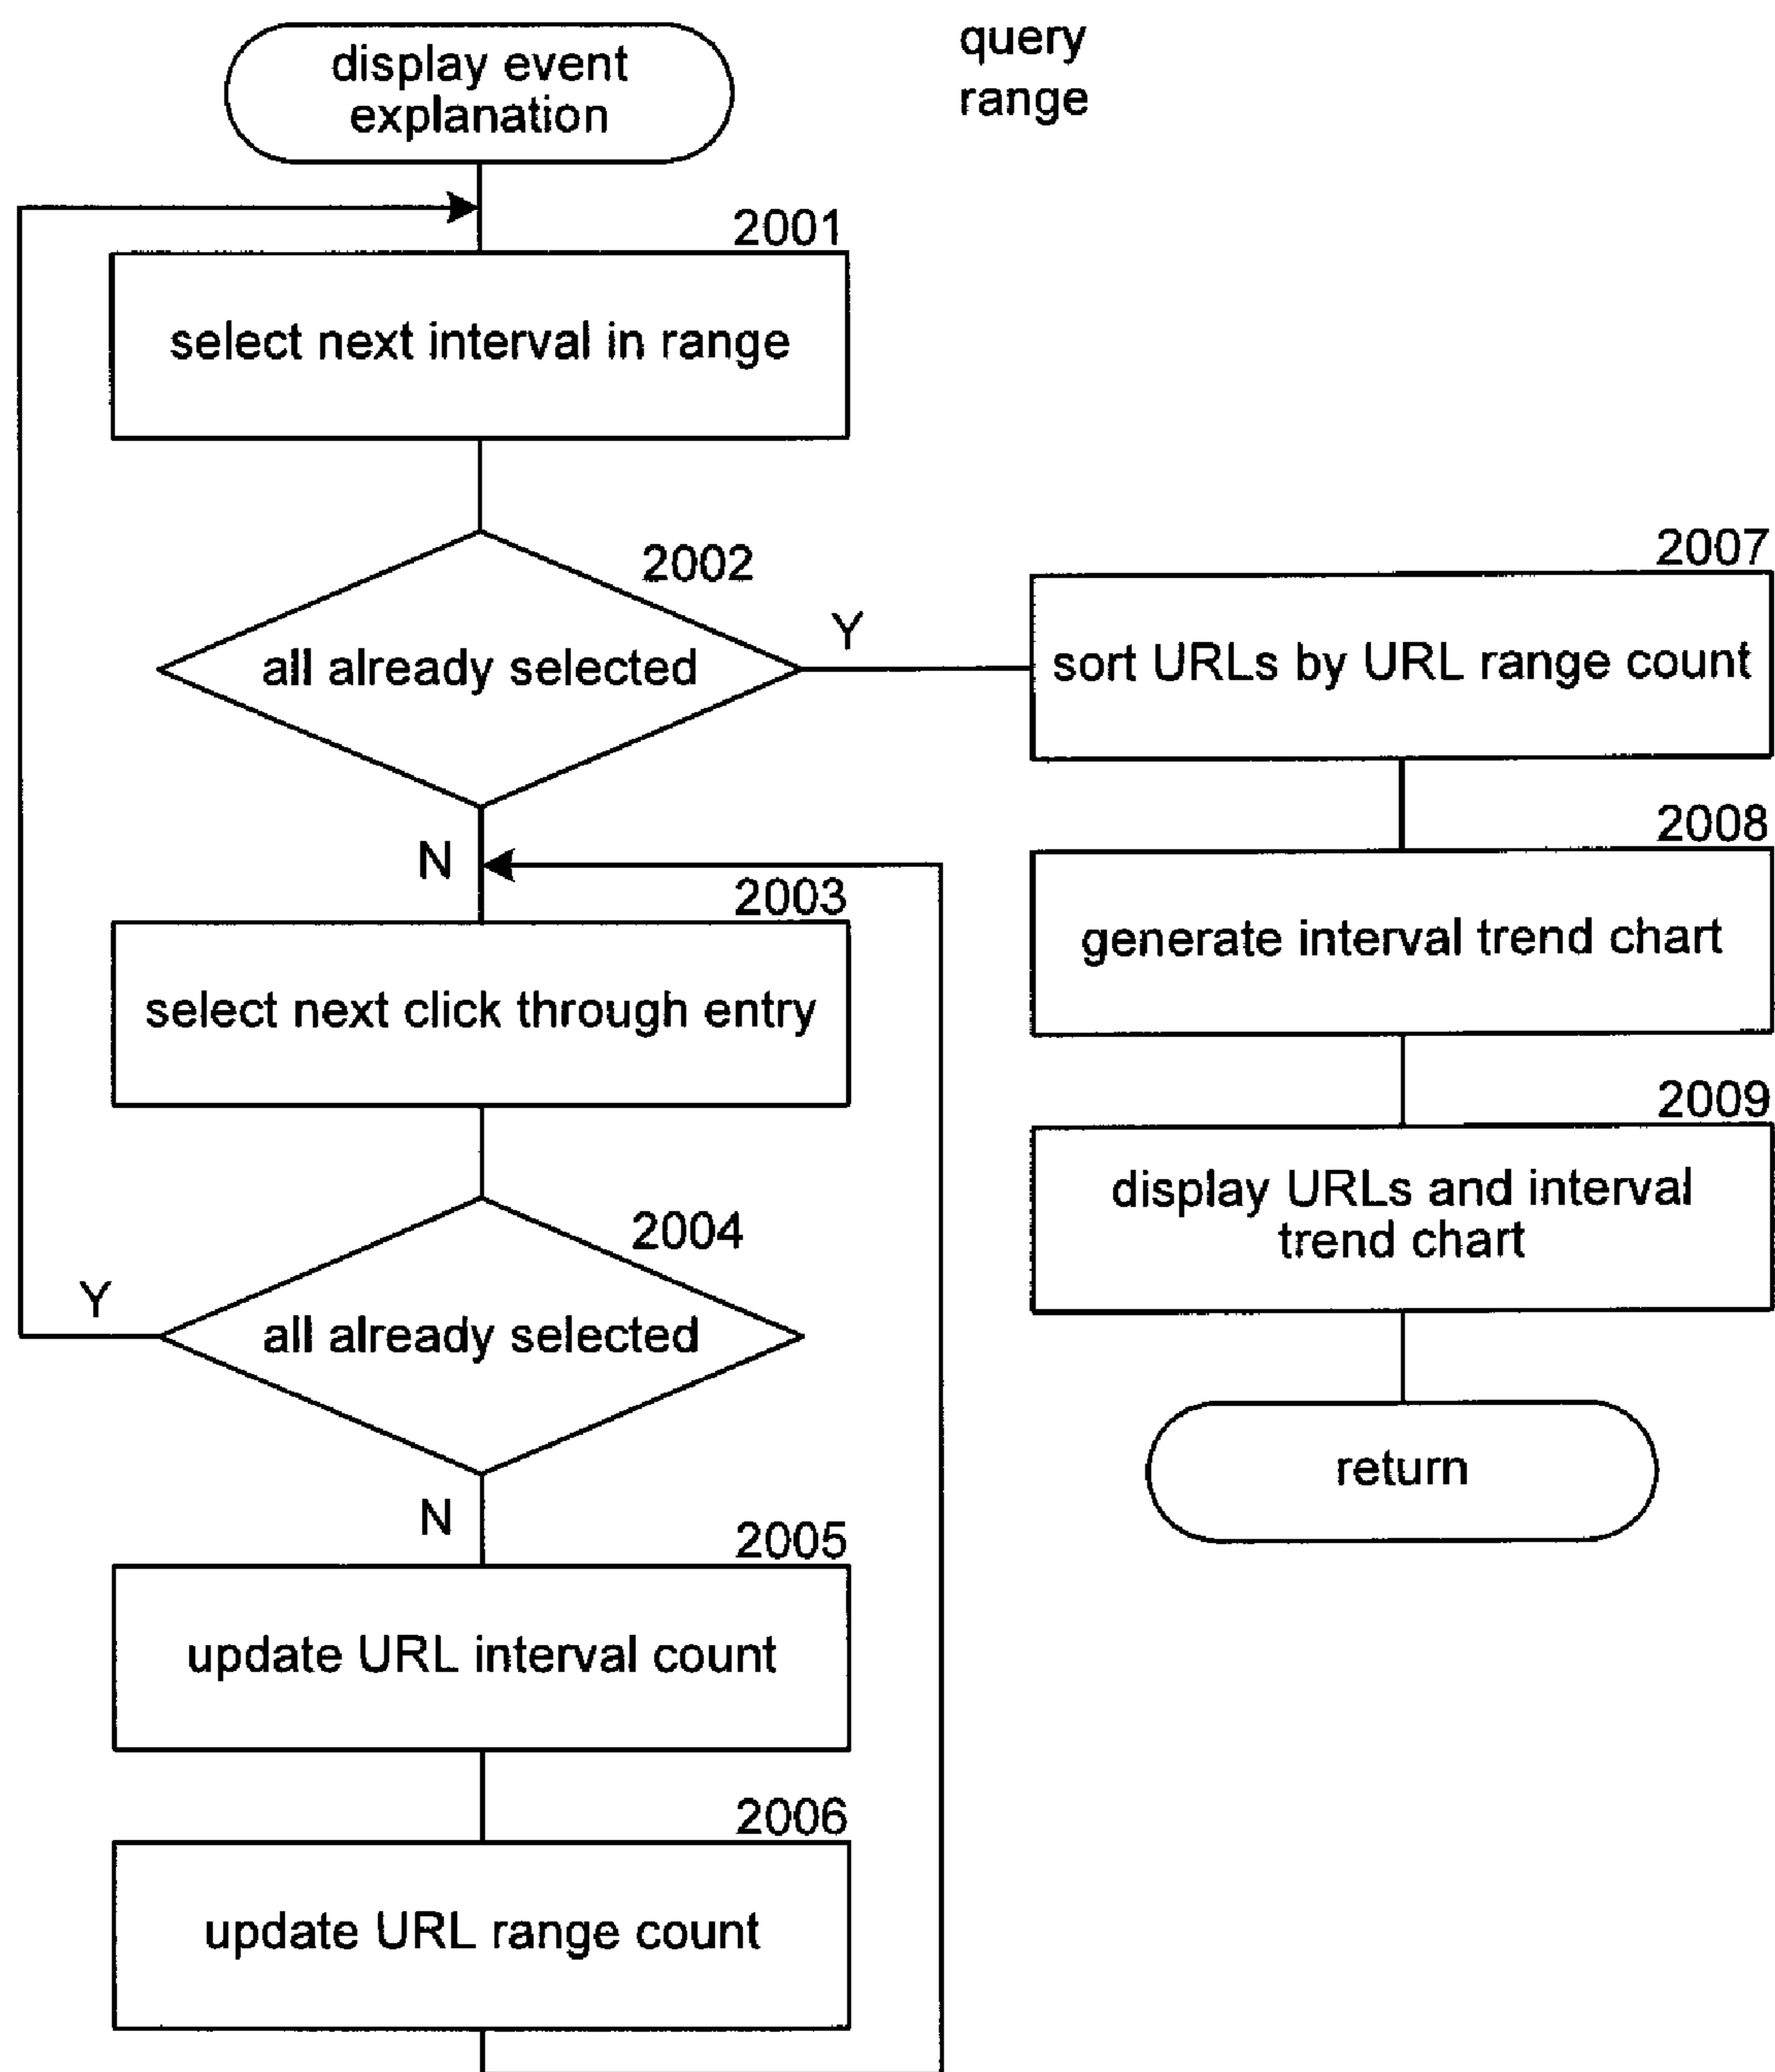 display event
explanation
query
range
2001
select next interval in range
2002
all already selected
Y
N
2003
select next click through entry
2004
all already selected
Y
N
2005
update URL interval count
2006
update URL range count
2007
sort URLs by URL range count
2008
generate interval trend chart
2009
display URLs and interval
trend chart
return